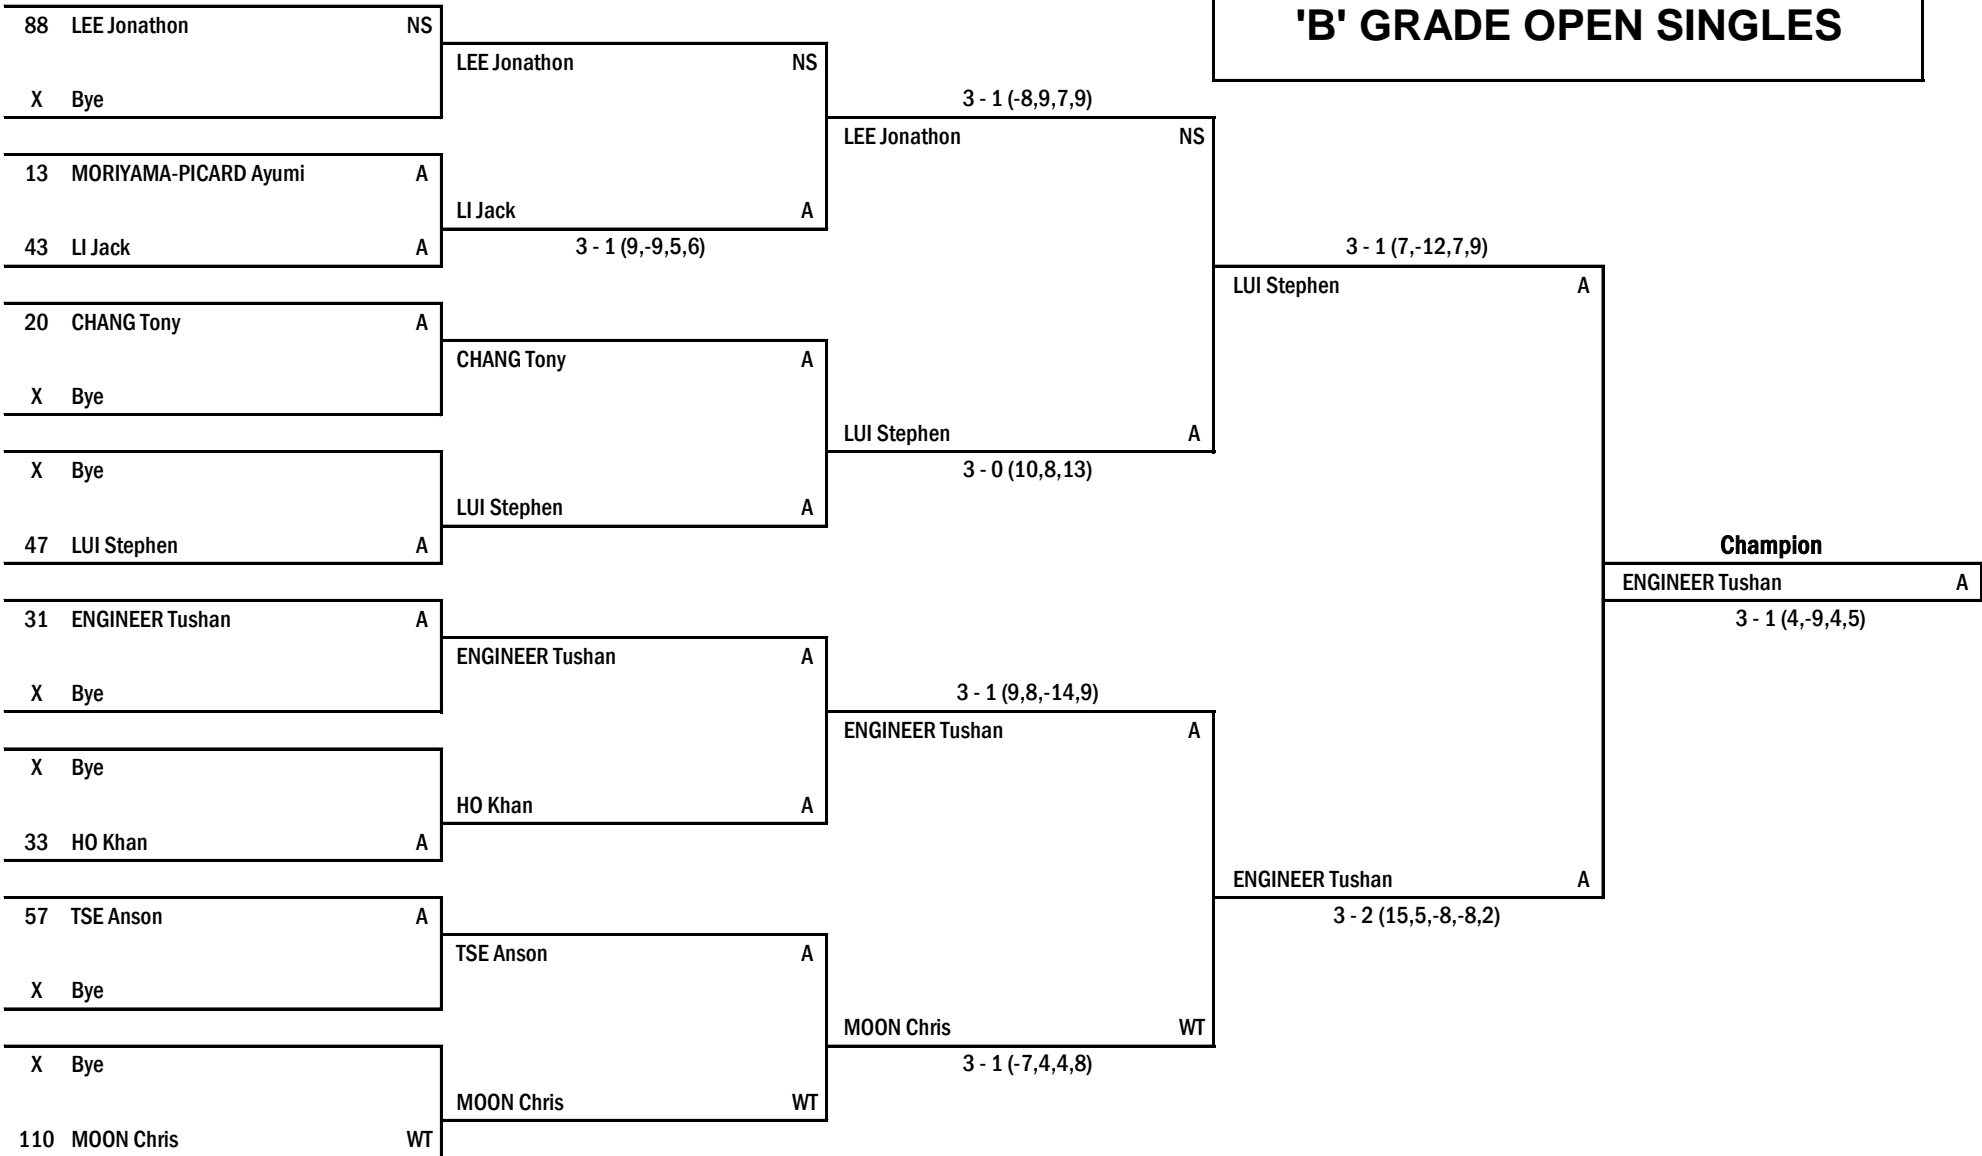 'B' GRADE OPEN SINGLES
88 LEE Jonathon NS
LEE Jonathon NS
X Bye
3 - 1 (-8,9,7,9)
LEE Jonathon NS
13 MORIYAMA-PICARD Ayumi A
LI Jack A
43 LI Jack A
3 - 1 (9,-9,5,6)
3 - 1 (7,-12,7,9)
LUI Stephen A
20 CHANG Tony A
CHANG Tony A
X Bye
LUI Stephen A
X Bye
3 - 0 (10,8,13)
LUI Stephen A
47 LUI Stephen A
Champion
ENGINEER Tushan A
31 ENGINEER Tushan A
3 - 1 (4,-9,4,5)
ENGINEER Tushan A
X Bye
3 - 1 (9,8,-14,9)
ENGINEER Tushan A
X Bye
HO Khan A
33 HO Khan A
ENGINEER Tushan A
57 TSE Anson A
3 - 2 (15,5,-8,-8,2)
TSE Anson A
X Bye
MOON Chris WT
X Bye
3 - 1 (-7,4,4,8)
MOON Chris WT
110 MOON Chris WT